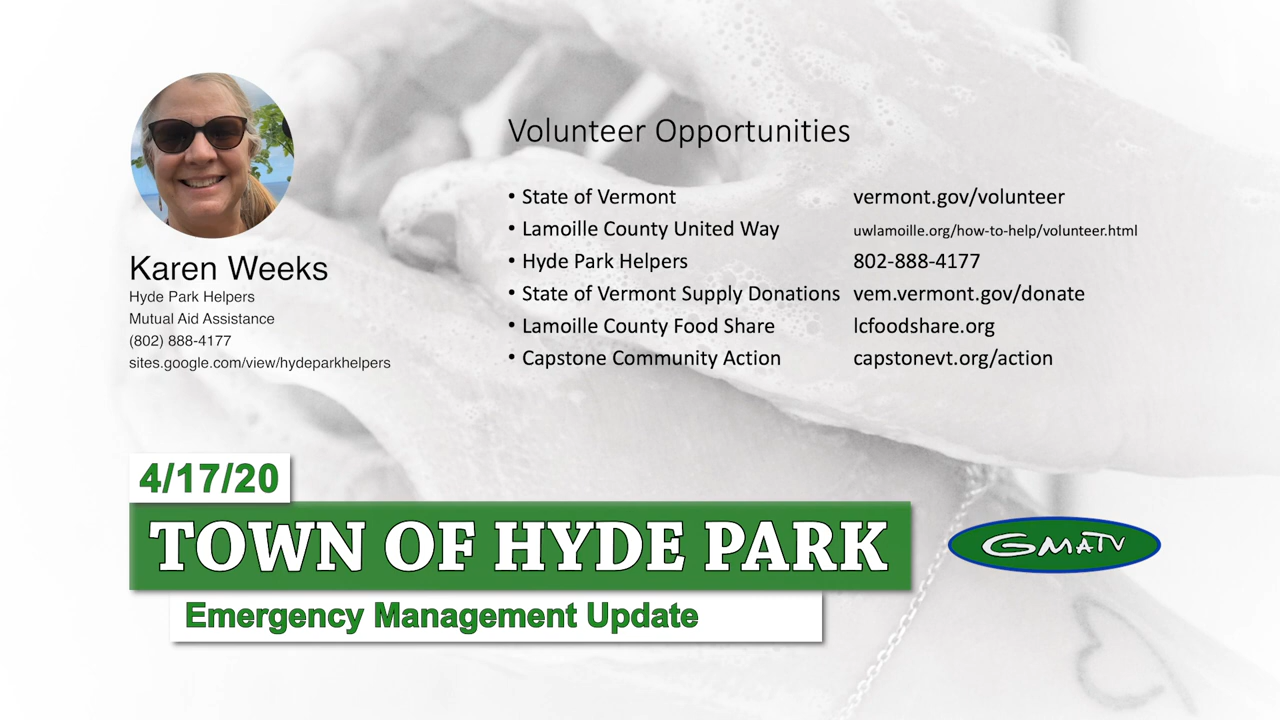 Karen Weeks
Hyde Park Helpers
Mutual Aid Assistance
(802) 888-4177
sites.google.com/view/hydeparkhelpers
Volunteer Opportunities
• State of Vermont vermont.gov/volunteer
• Lamoille County United Way uwlamoille.org/how-to-help/volunteer.html
• Hyde Park Helpers 802-888-4177
• State of Vermont Supply Donations vem.vermont.gov/donate
• Lamoille County Food Share lcfoodshare.org
• Capstone Community Action capstonevt.org/action
4/17/20
TOWN OF HYDE PARK
GMATV
Emergency Management Update